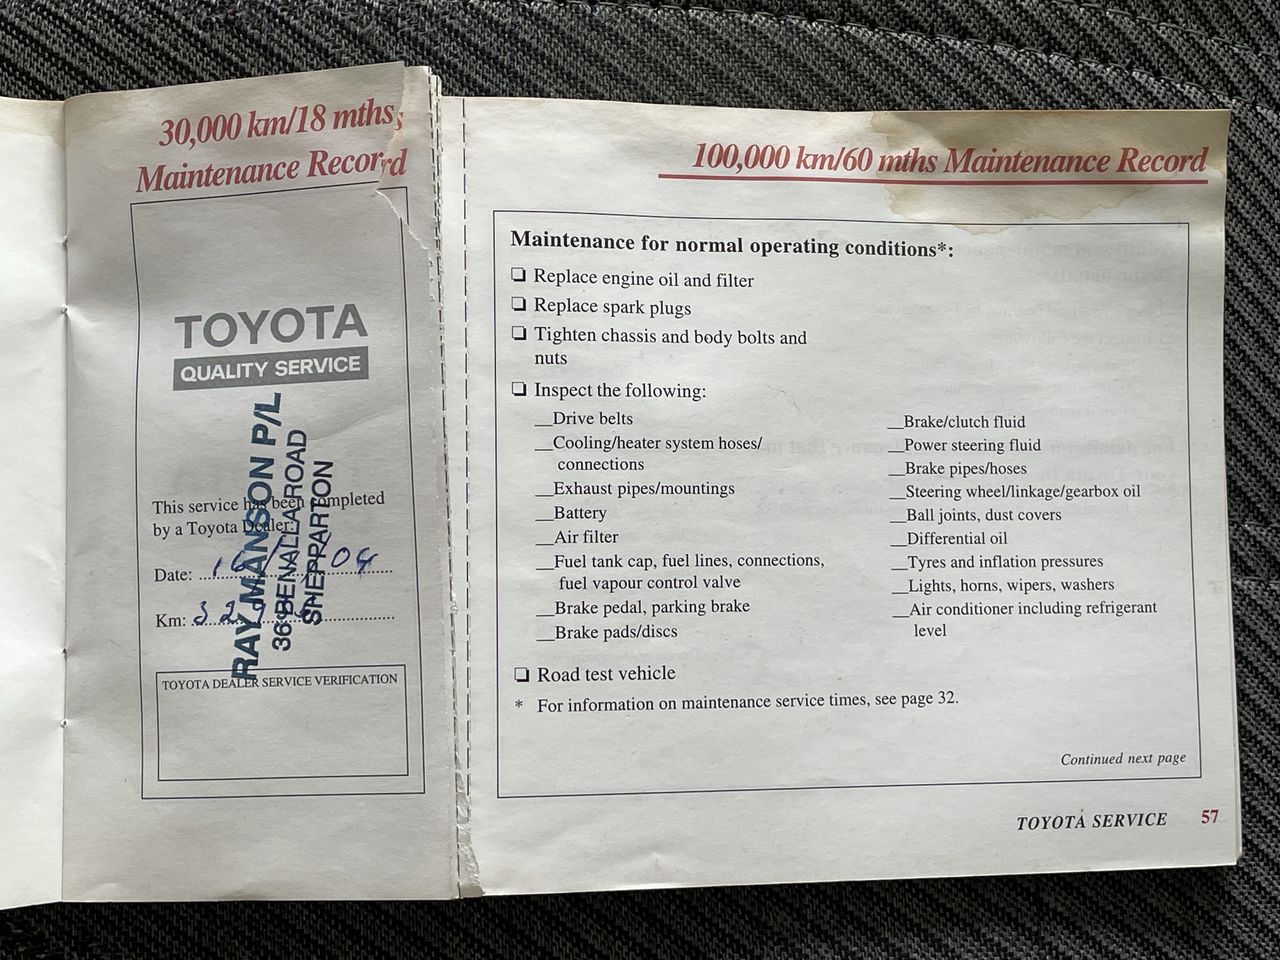 30,000 km/18 mths
Maintenance Record
TOYOTA
QUALITY SERVICE
This service has been completed
by a Toyota Dealer:
Date: 04
Km:
RAY MANSON P/L
BENALLA ROAD
SHEPPARTON
TOYOTA DEALER SERVICE VERIFICATION
100,000 km/60 mths Maintenance Record
Maintenance for normal operating conditions*:
❏ Replace engine oil and filter
❏ Replace spark plugs
❏ Tighten chassis and body bolts and
nuts
❏ Inspect the following:
__Drive belts
__Cooling/heater system hoses/
connections
__Exhaust pipes/mountings
__Battery
__Air filter
__Fuel tank cap, fuel lines, connections,
fuel vapour control valve
__Brake pedal, parking brake
__Brake pads/discs
__Brake/clutch fluid
__Power steering fluid
__Brake pipes/hoses
__Steering wheel/linkage/gearbox oil
__Ball joints, dust covers
__Differential oil
__Tyres and inflation pressures
__Lights, horns, wipers, washers
__Air conditioner including refrigerant
level
❏ Road test vehicle
* For information on maintenance service times, see page 32.
Continued next page
TOYOTA SERVICE 57